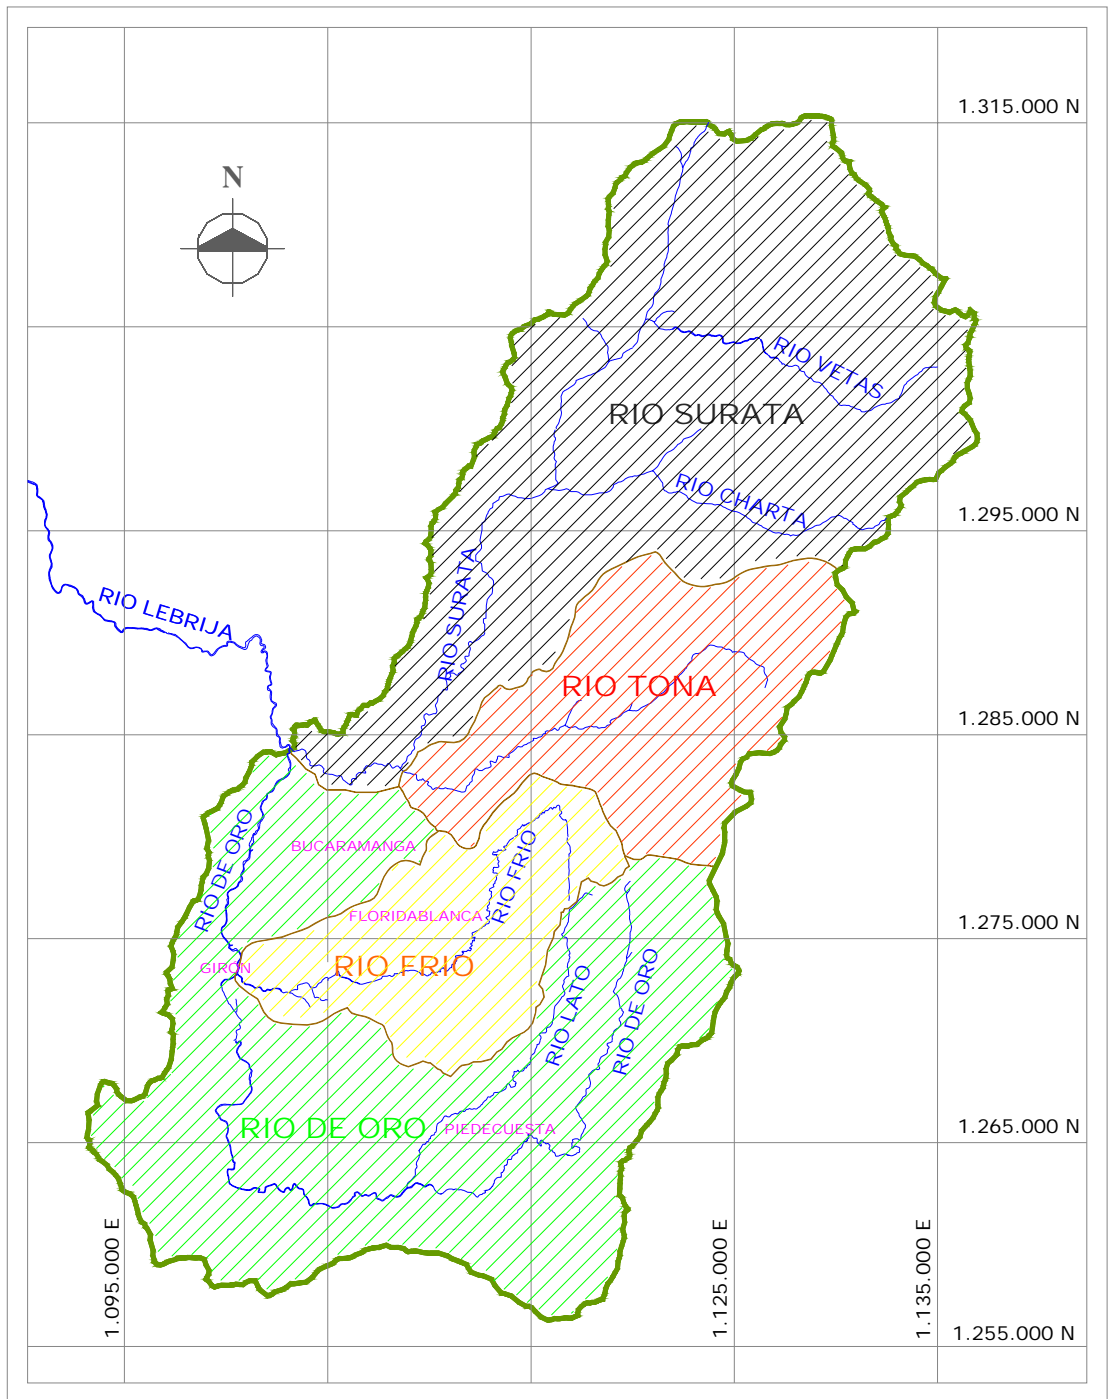 1.315.000 N
N
RIO VETAS
RIO SURATA
RIO CHARTA
1.295.000 N
RIO SURATA
RIO LEBRIJA
RIO TONA
1.285.000 N
RIO DE ORO
BUCARAMANGA
RIO FRIO
FLORIDABLANCA
1.275.000 N
GIRON
RIO FRIO
RIO LATO
RIO DE ORO
RIO DE ORO
PIEDECUESTA
1.265.000 N
1.095.000 E
1.125.000 E
1.135.000 E
1.255.000 N